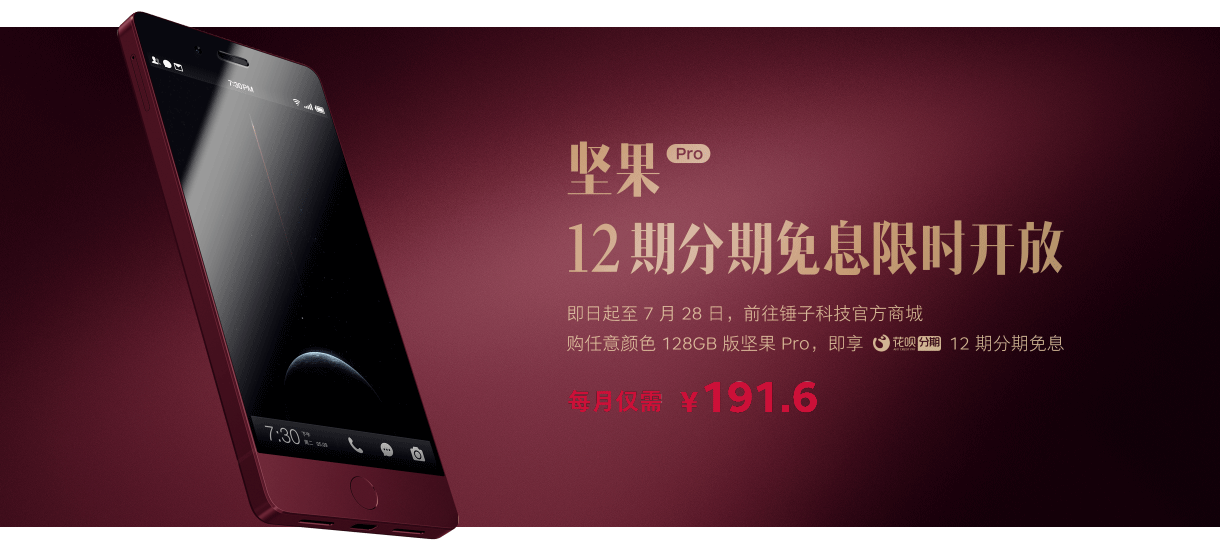 7:30PM
坚果 Pro
12 期分期免息限时开放
即日起至 7 月 28 日，前往锤子科技官方商城
购任意颜色 128GB 版坚果 Pro，即享 花呗分期 12 期分期免息
每月仅需 ¥191.6
7:30